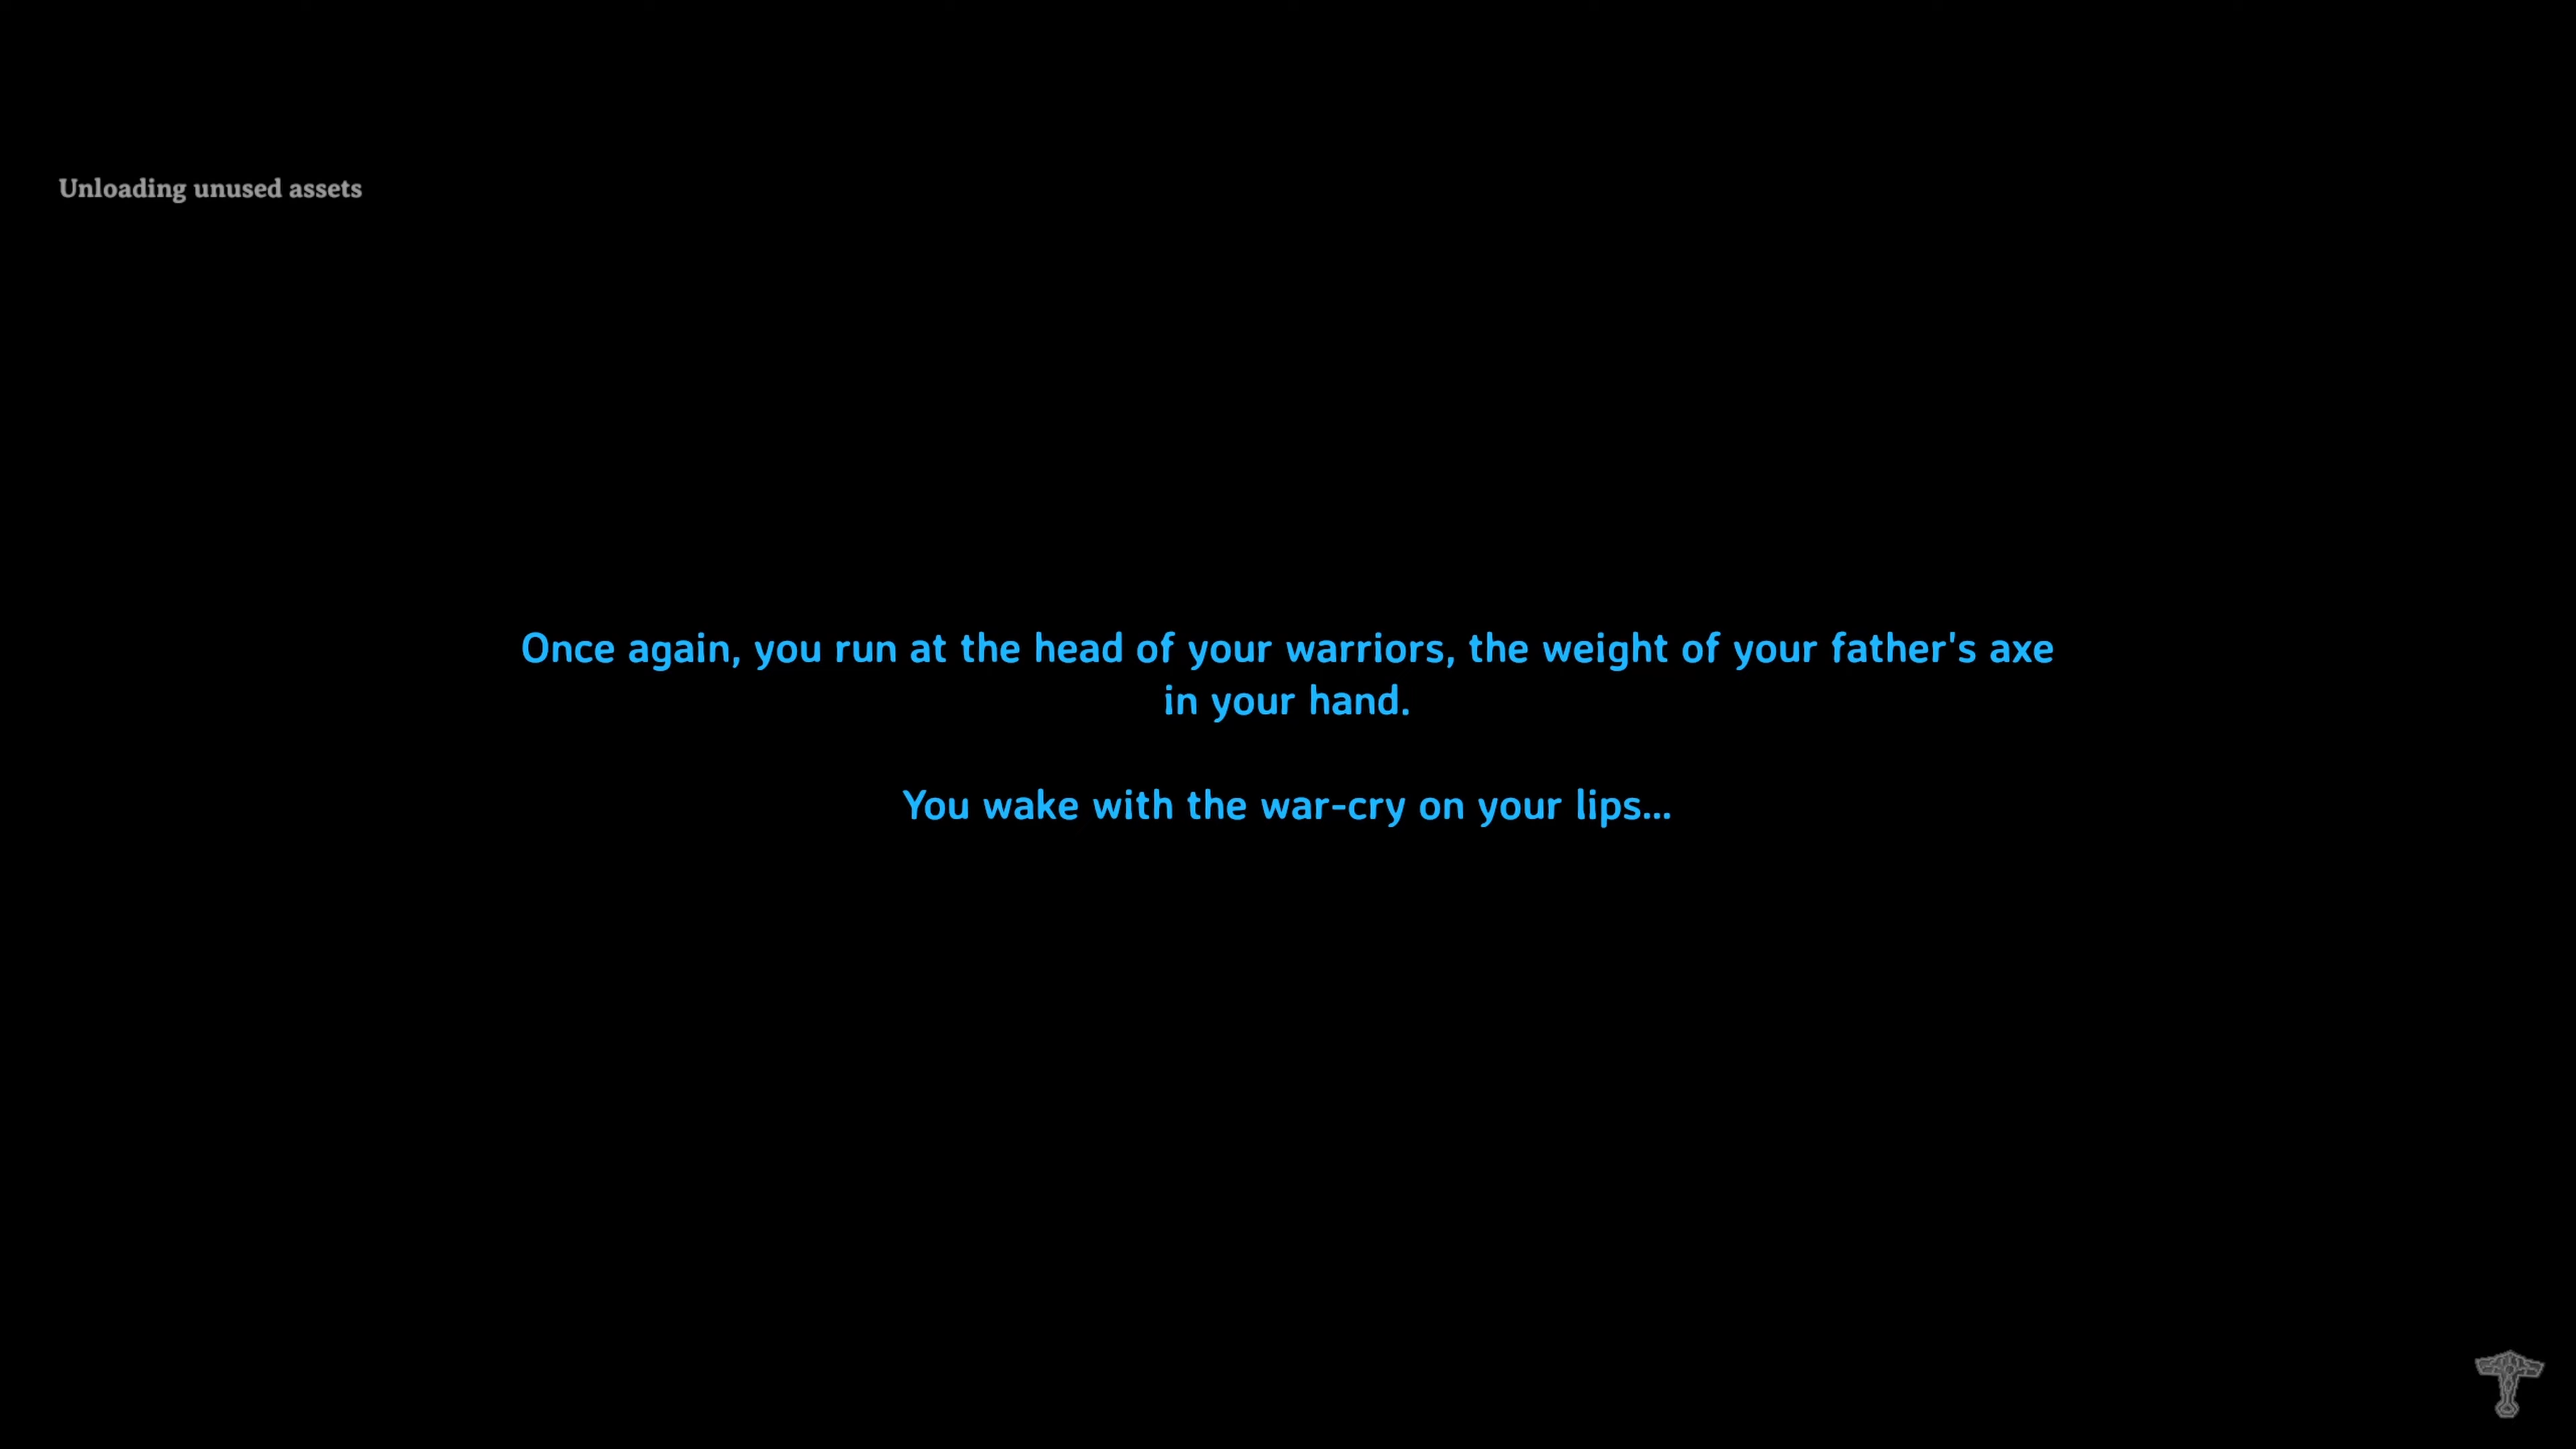 Unloading unused assets
Once again, you run at the head of your warriors, the weight of your father's axe
in your hand.
You wake with the war-cry on your lips...